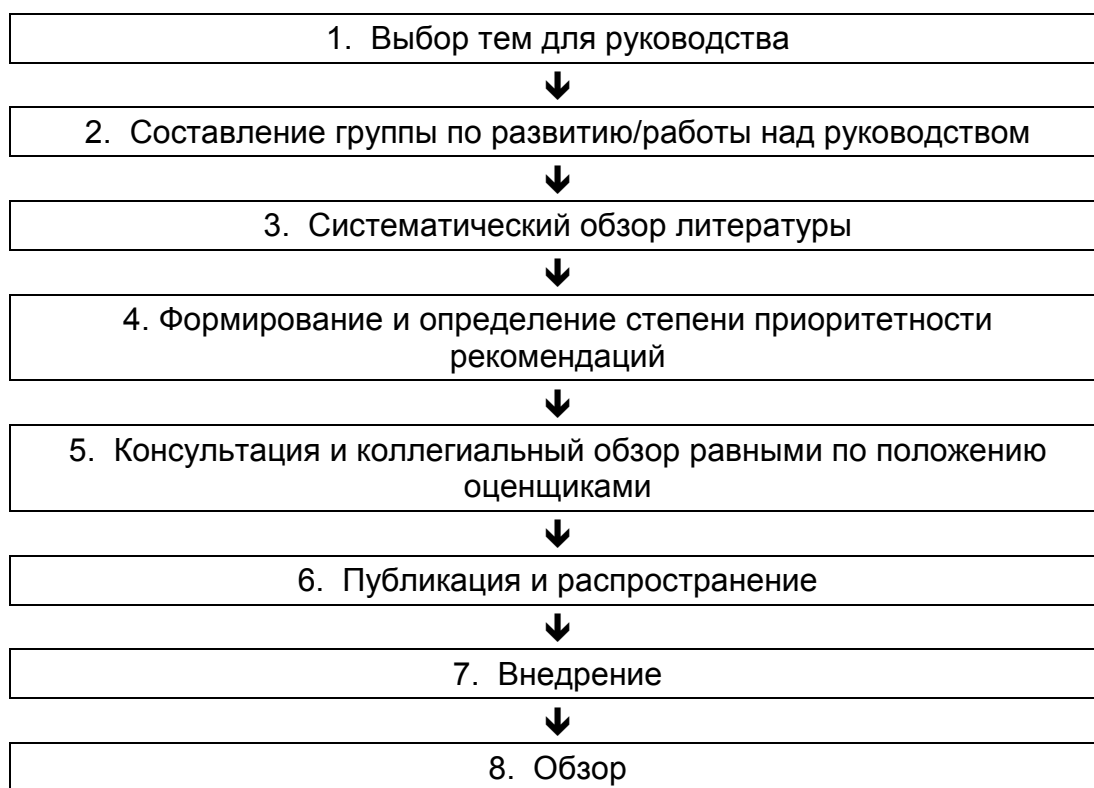 1. Выбор тем для руководства
2. Составление группы по развитию/работы над руководством
3. Систематический обзор литературы
4. Формирование и определение степени приоритетности
рекомендаций
5. Консультация и коллегиальный обзор равными по положению
оценщиками
6. Публикация и распространение
7. Внедрение
8. Обзор